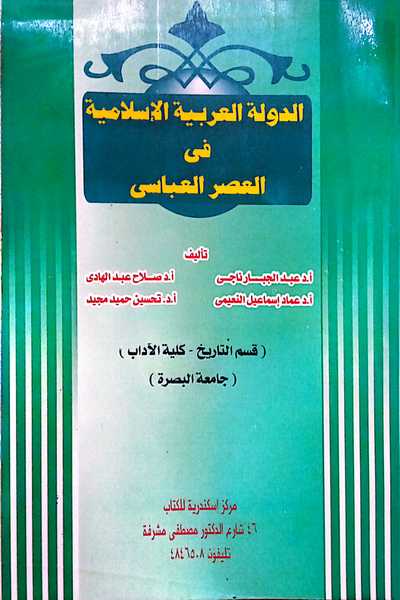 الدولة العربية الإسلامية
فى
العصر العباسى
تأليف
أ.د عبد الجبار ناجى أ.د صلاح عبد الهادى
أ.د عماد إسماعيل النعيمى أ.د. تحسين حميد مجيد
( قسم التاريخ - كلية الآداب )
( جامعة البصرة )
مركز اسكندرية للكتاب
٤٦ شارع الدكتور مصطفى مشرفة
تليفون ٤٨٤٦٥٠٨